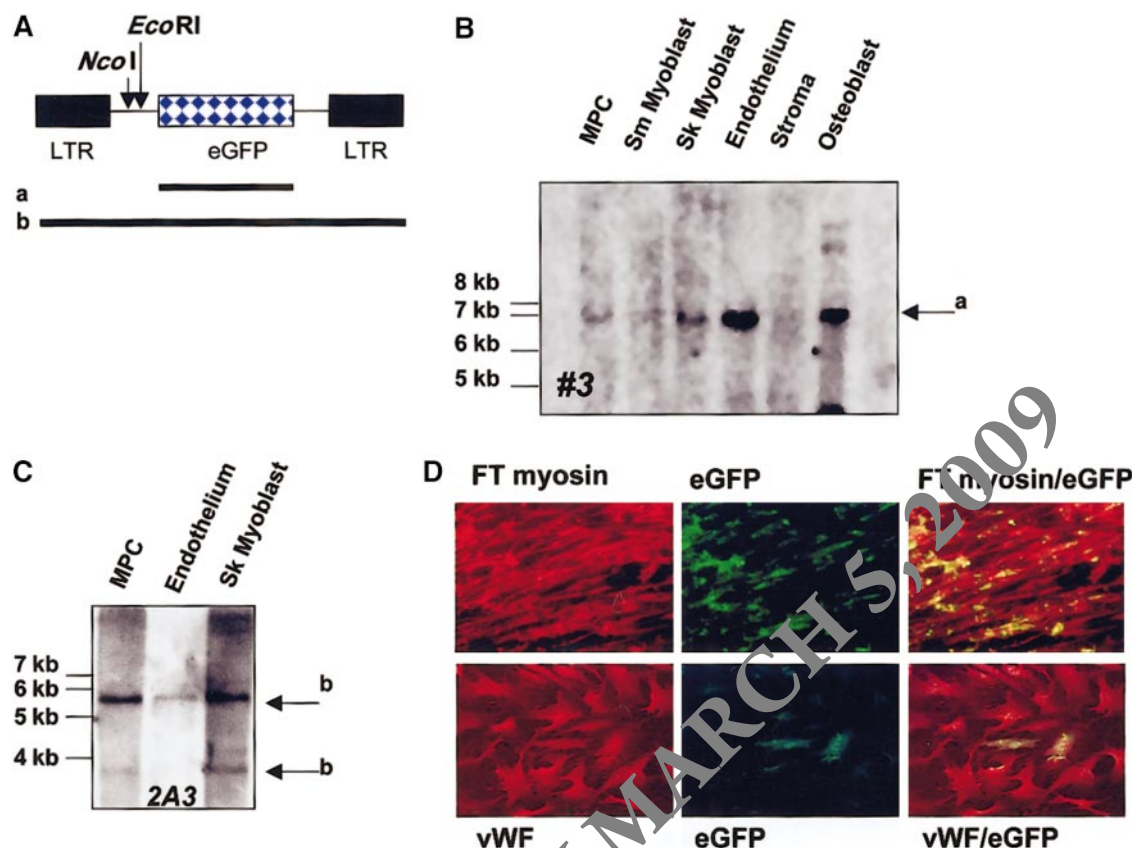 A
EcoRI
NcoI
LTR
eGFP
LTR
a
b
B
MPC
Sm Myoblast
Sk Myoblast
Endothelium
Stroma
Osteoblast
8 kb
7 kb
6 kb
5 kb
a
#3
C
MPC
Endothelium
Sk Myoblast
7 kb
6 kb
5 kb
4 kb
b
b
2A3
D
FT myosin
eGFP
FT myosin/eGFP
vWF
eGFP
vWF/eGFP
MARCH 5, 2009